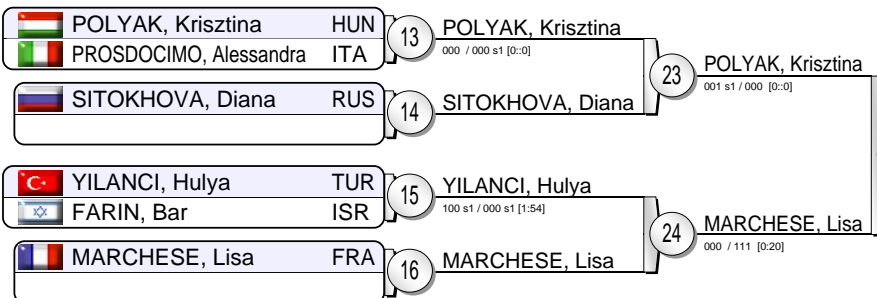 POLYAK, Krisztina HUN
PROSDOCIMO, Alessandra ITA
13
POLYAK, Krisztina
000 / 000 s1 [0::0]
SITOKHOVA, Diana RUS
14
SITOKHOVA, Diana
23
POLYAK, Krisztina
001 s1 / 000 [0::0]
YILANCI, Hulya TUR
FARIN, Bar ISR
15
YILANCI, Hulya
100 s1 / 000 s1 [1:54]
MARCHESE, Lisa FRA
16
MARCHESE, Lisa
24
MARCHESE, Lisa
000 / 111 [0:20]